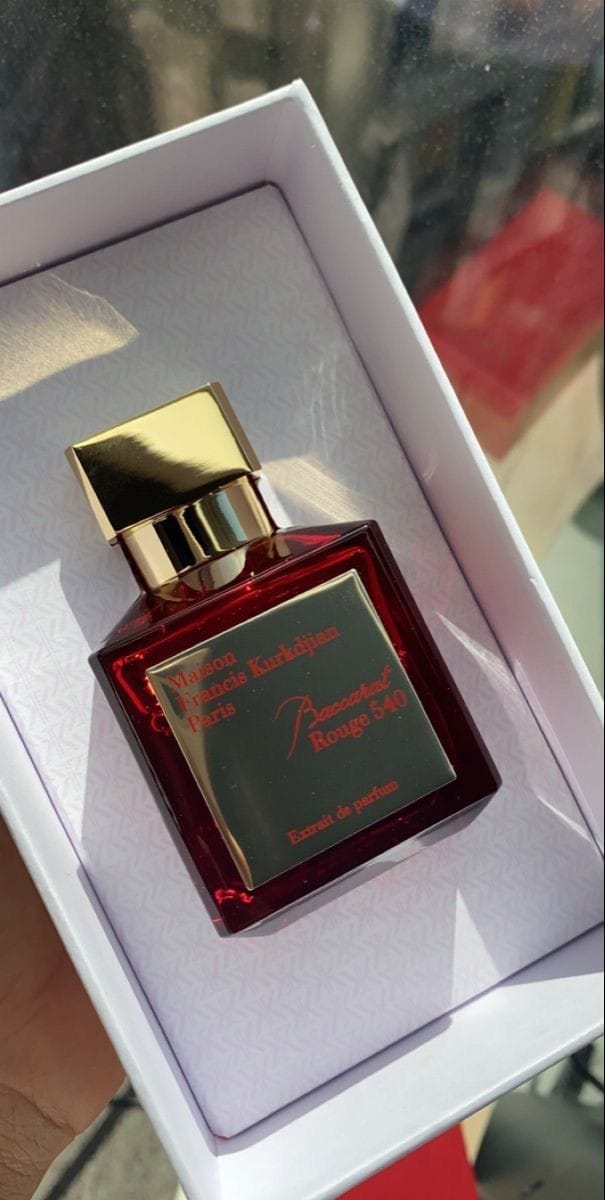 Maison
Francis Kurkdjian
Paris
Baccarat
Rouge 540
Extrait de parfum